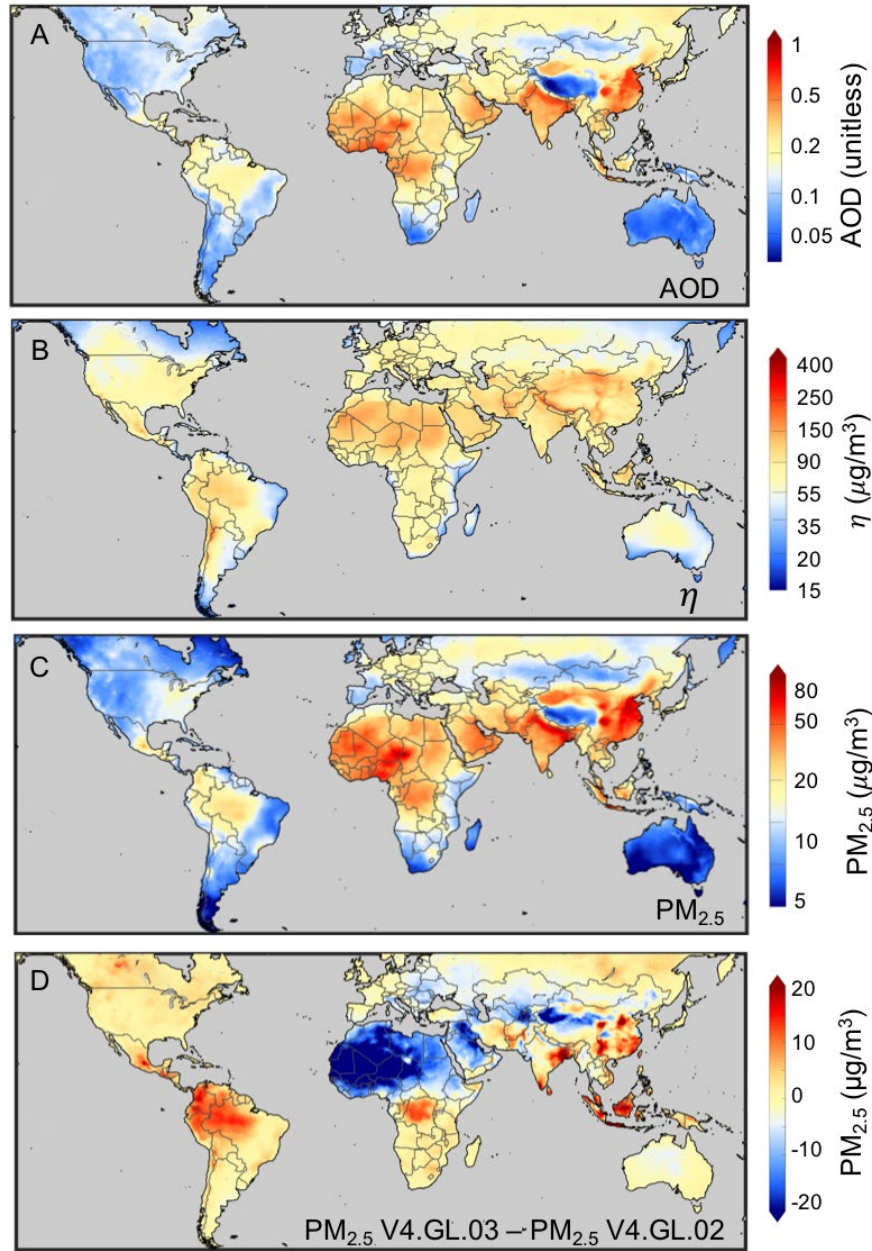 A
1
0.5
0.2
0.1
0.05
AOD (unitless)
AOD
B
400
250
150
90
55
35
20
15
η (μg/m³)
η
C
80
50
20
10
5
PM₂.₅ (μg/m³)
PM₂.₅
D
20
10
0
-10
-20
PM₂.₅ (μg/m³)
PM₂.₅ V4.GL.03 – PM₂.₅ V4.GL.02